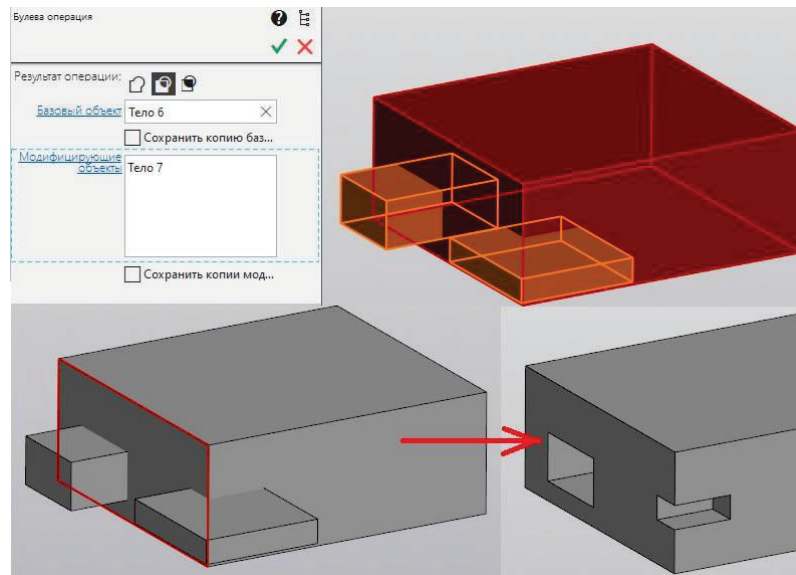 Булева операция
Результат операции:
Базовый объект Тело 6
Сохранить копию баз...
Модифицирующие
объекты Тело 7
Сохранить копии мод...